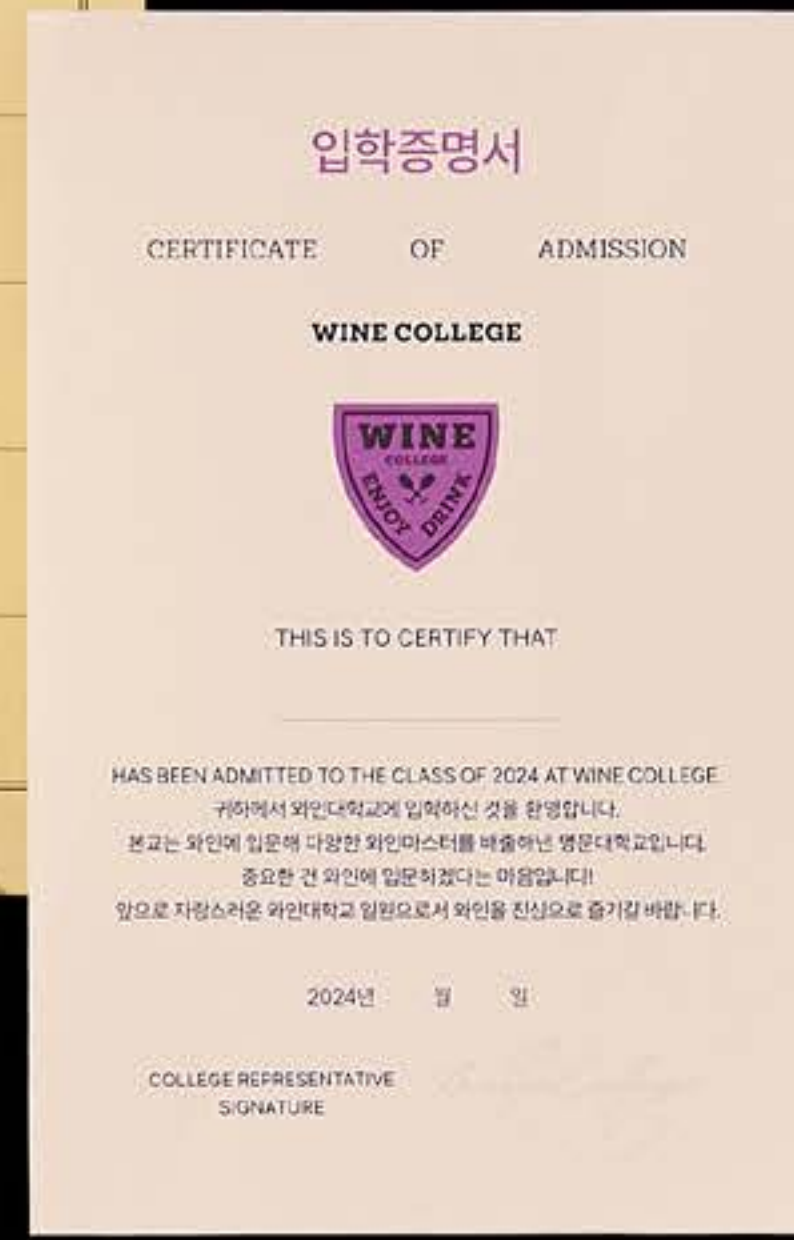 입학증명서
CERTIFICATE OF ADMISSION
WINE COLLEGE
WINE
COLLEGE
ENJOY DRINK
THIS IS TO CERTIFY THAT
HAS BEEN ADMITTED TO THE CLASS OF 2024 AT WINE COLLEGE.
귀하께서 와인대학교에 입학하신 것을 환영합니다.
본교는 와인에 입문해 다양한 와인마스터를 배출해낸 명문대학교입니다.
중요한 건 와인에 입문하겠다는 마음입니다!
앞으로 자랑스러운 와인대학교 일원으로서 와인을 진심으로 즐기길 바랍니다.
2024년 월 일
COLLEGE REPRESENTATIVE
SIGNATURE